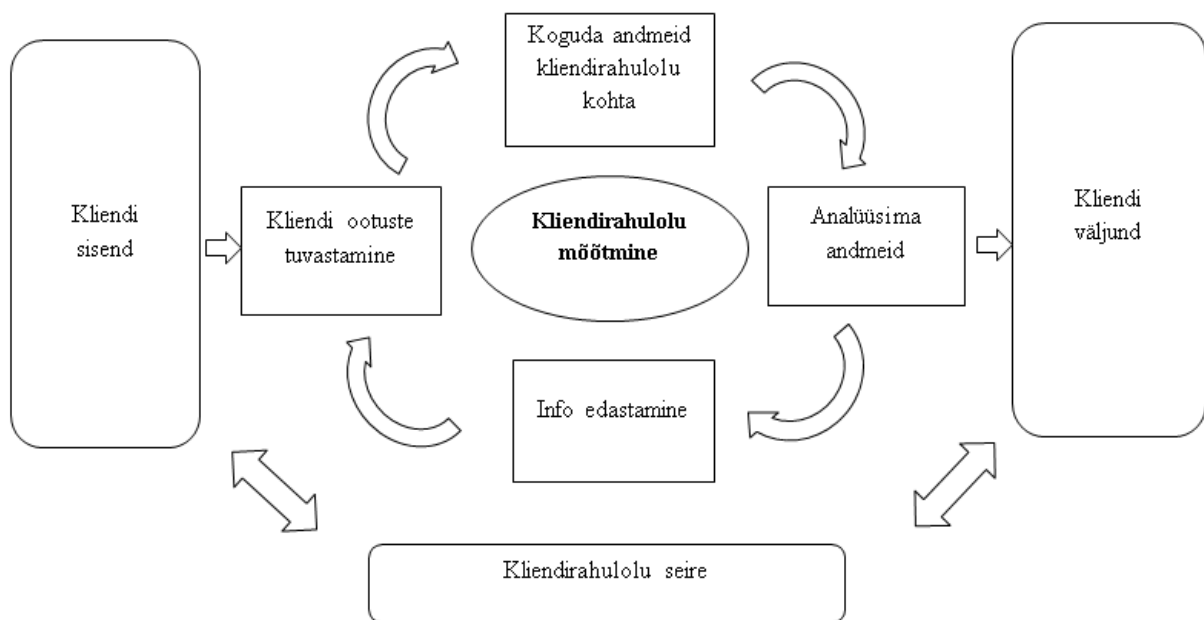 Koguda andmeid
kliendirahulolu
kohta
Kliendi
sisend
Kliendi ootuste
tuvastamine
Kliendirahulolu
mõõtmine
Analüüsima
andmeid
Kliendi
väljund
Info edastamine
Kliendirahulolu seire